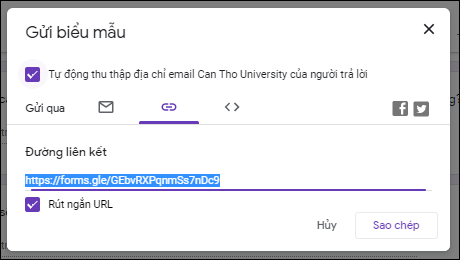 Gửi biểu mẫu
Tự động thu thập địa chỉ email Can Tho University của người trả lời
Gửi qua
Đường liên kết
https://forms.gle/GEbvRXPqnmSs7nDc9
Rút ngắn URL
Hủy
Sao chép